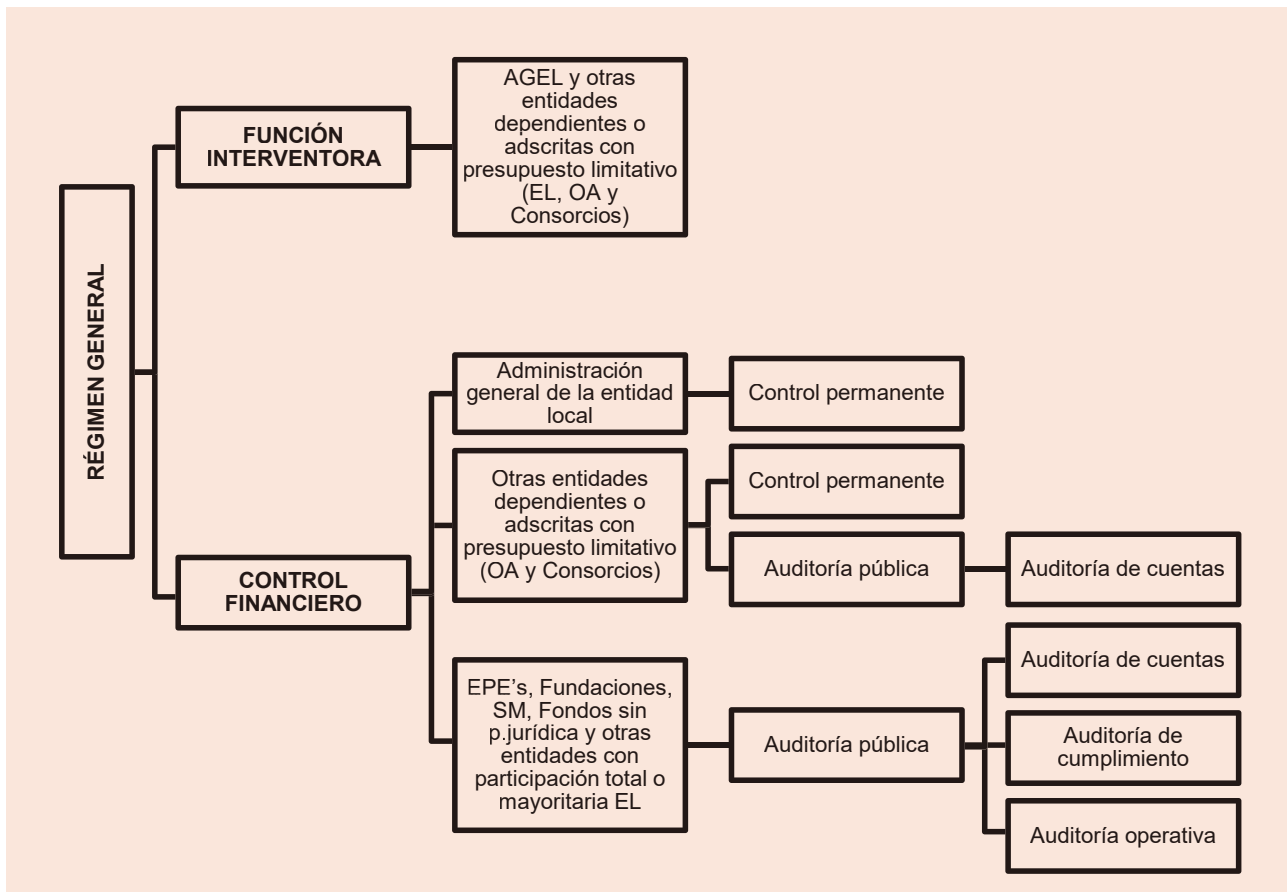 RÉGIMEN GENERAL
FUNCIÓN
INTERVENTORA
AGEL y otras
entidades
dependientes o
adscritas con
presupuesto limitativo
(EL, OA y
Consorcios)
CONTROL
FINANCIERO
Administración
general de la entidad
local
Control permanente
Otras entidades
dependientes o
adscritas con
presupuesto limitativo
(OA y Consorcios)
Control permanente
Auditoría pública
Auditoría de cuentas
EPE’s, Fundaciones,
SM, Fondos sin
p.jurídica y otras
entidades con
participación total o
mayoritaria EL
Auditoría pública
Auditoría de cuentas
Auditoría de
cumplimiento
Auditoría operativa